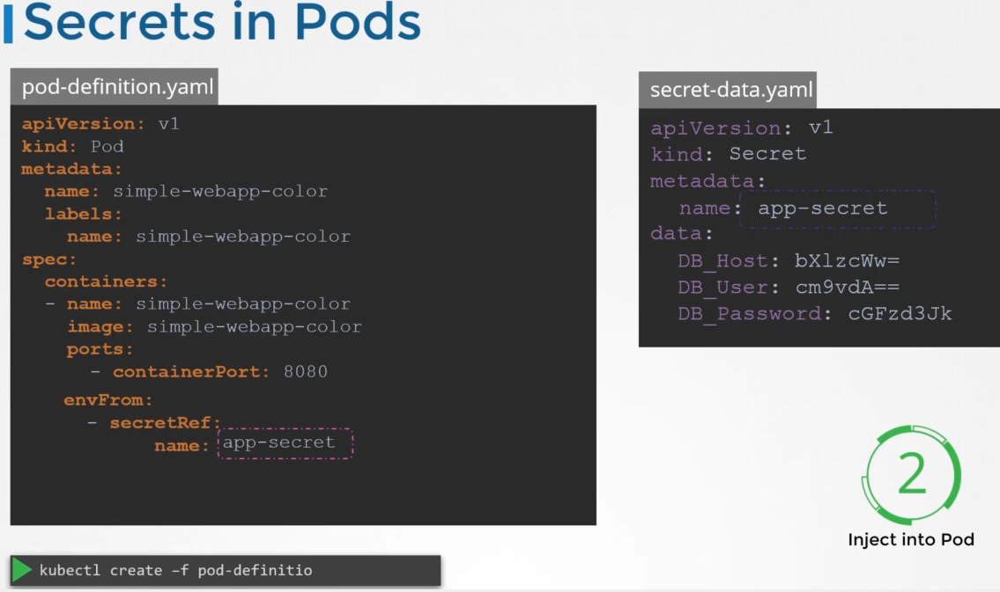 Secrets in Pods
pod-definition.yaml
apiVersion: v1
kind: Pod
metadata:
name: simple-webapp-color
labels:
name: simple-webapp-color
spec:
containers:
- name: simple-webapp-color
image: simple-webapp-color
ports:
- containerPort: 8080
envFrom:
- secretRef:
name: app-secret
kubectl create -f pod-definitio
secret-data.yaml
apiVersion: v1
kind: Secret
metadata:
name: app-secret
data:
DB_Host: bXlzcWw=
DB_User: cm9vdA==
DB_Password: cGFzd3Jk
2
Inject into Pod